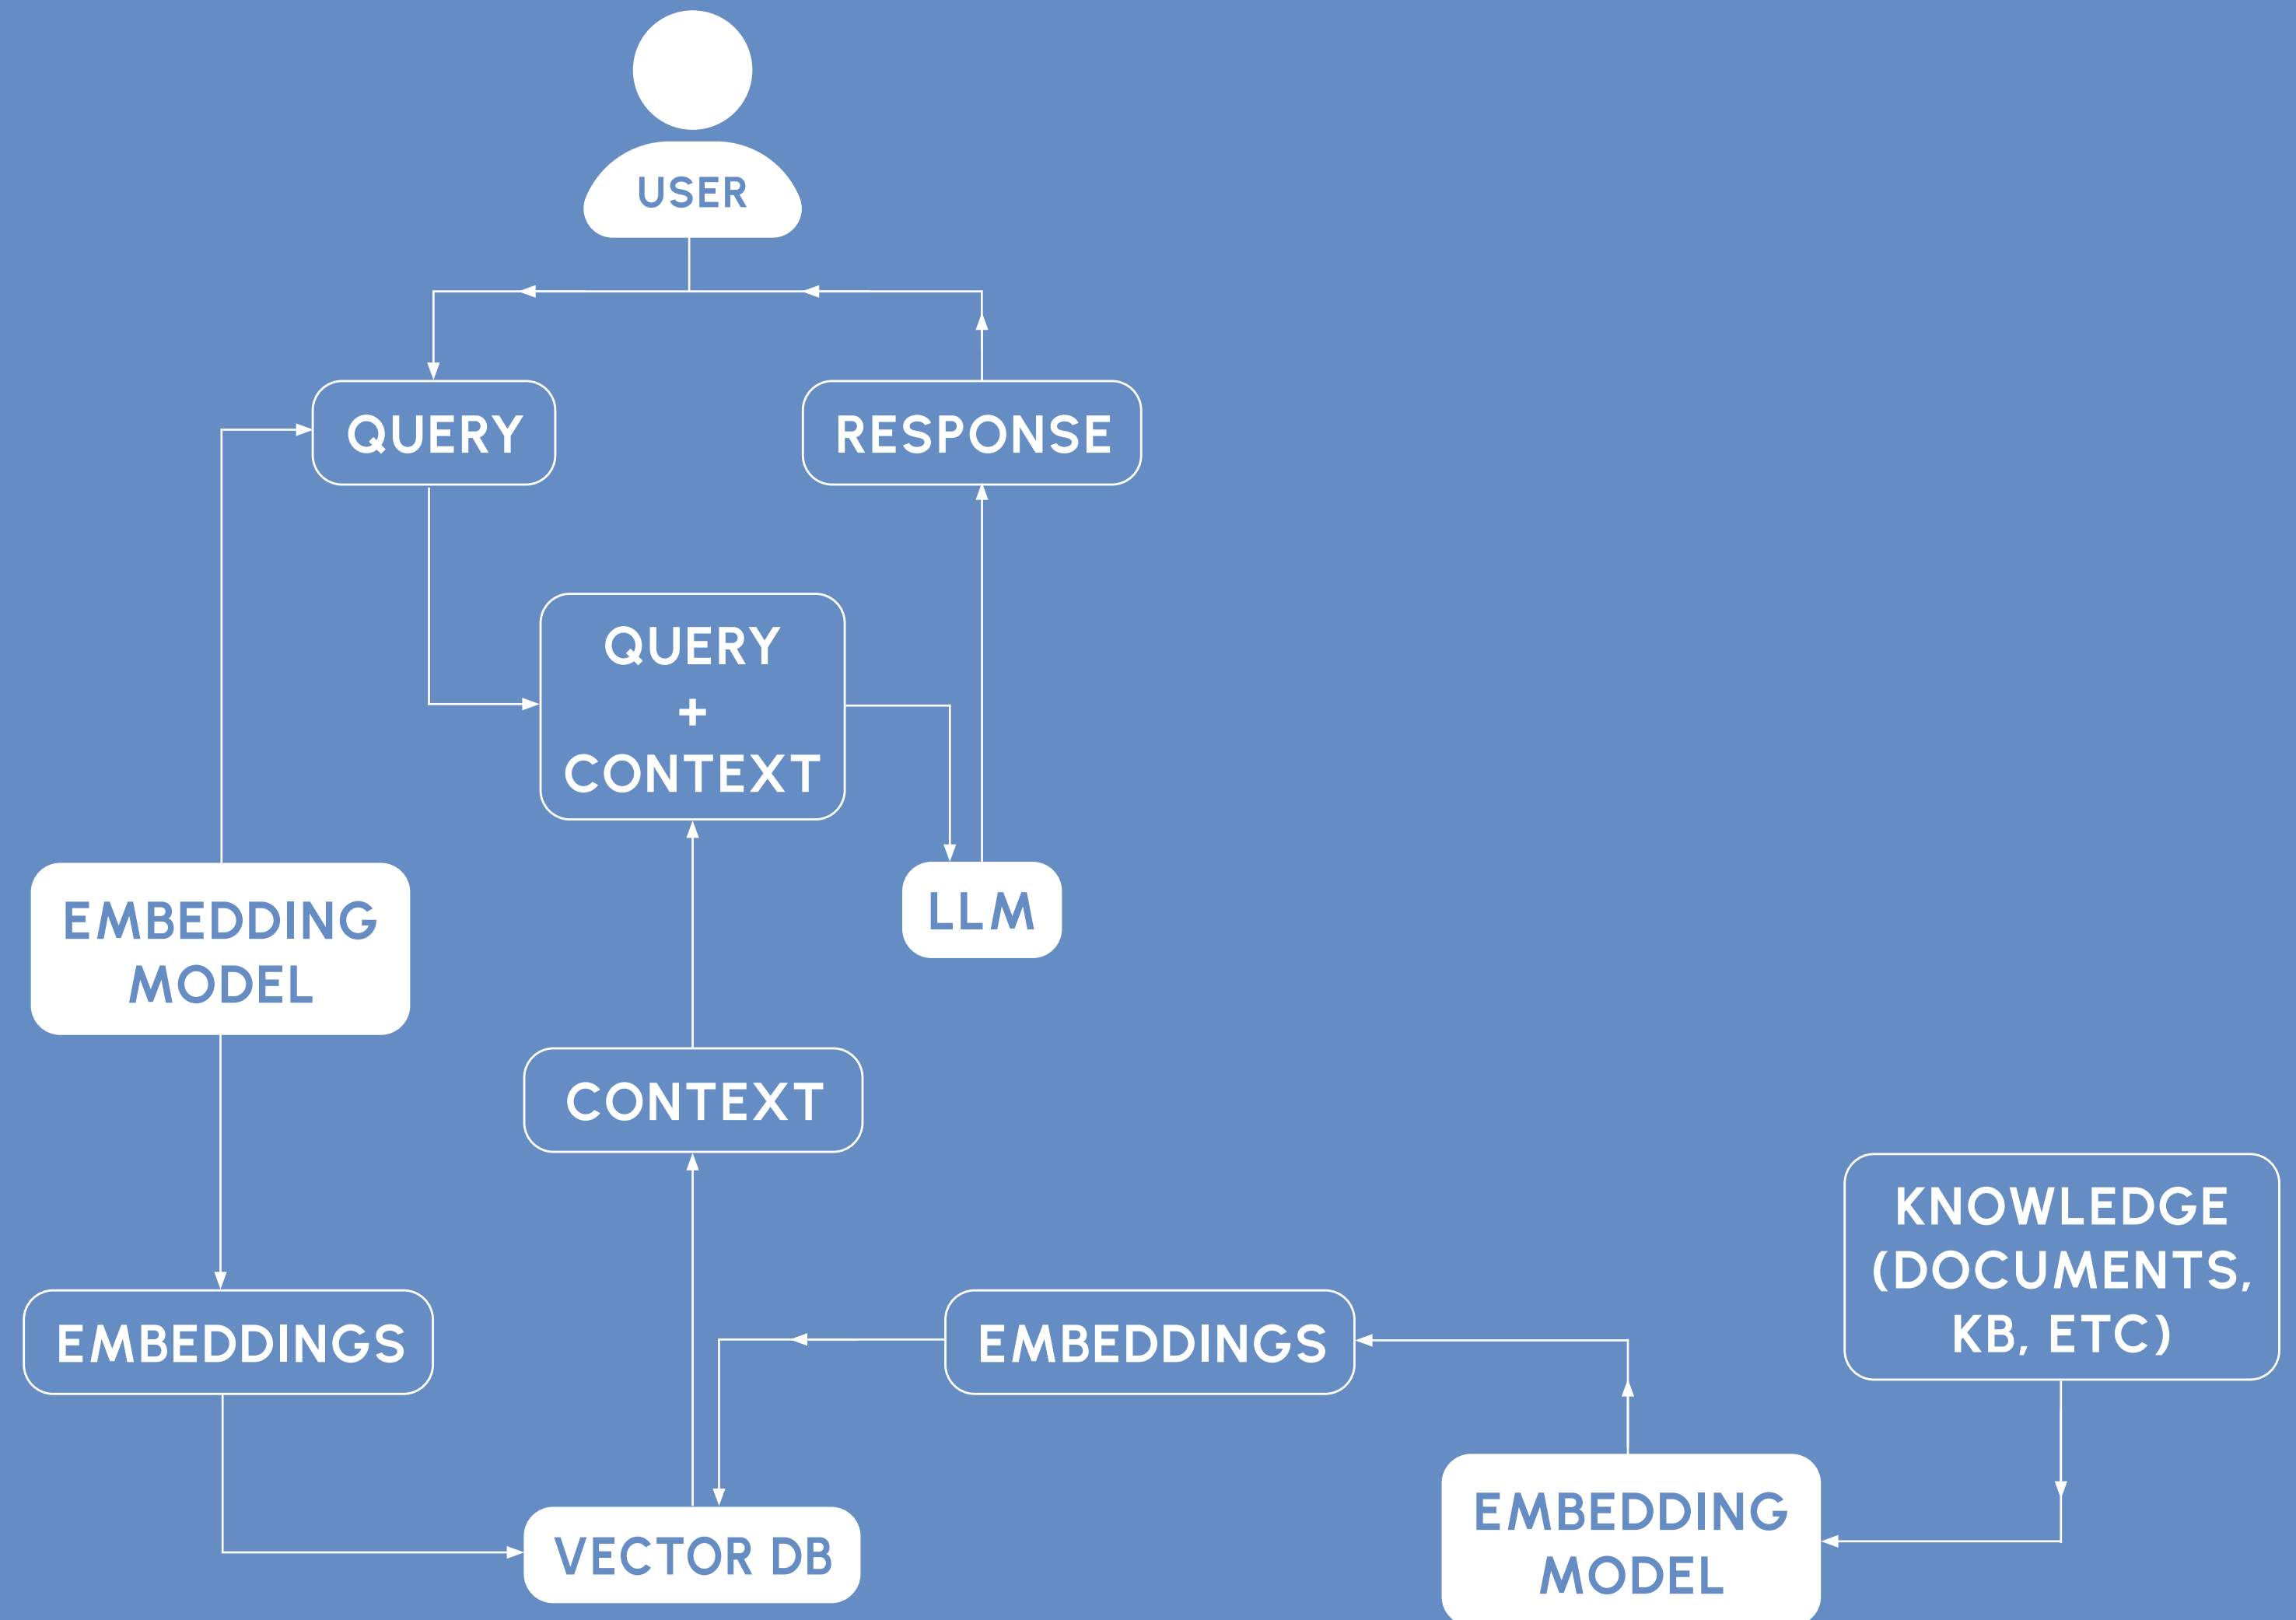 USER
QUERY
RESPONSE
QUERY
+
CONTEXT
EMBEDDING
MODEL
LLM
CONTEXT
KNOWLEDGE
(DOCUMENTS,
KB, ETC)
EMBEDDINGS
EMBEDDINGS
EMBEDDING
MODEL
VECTOR DB